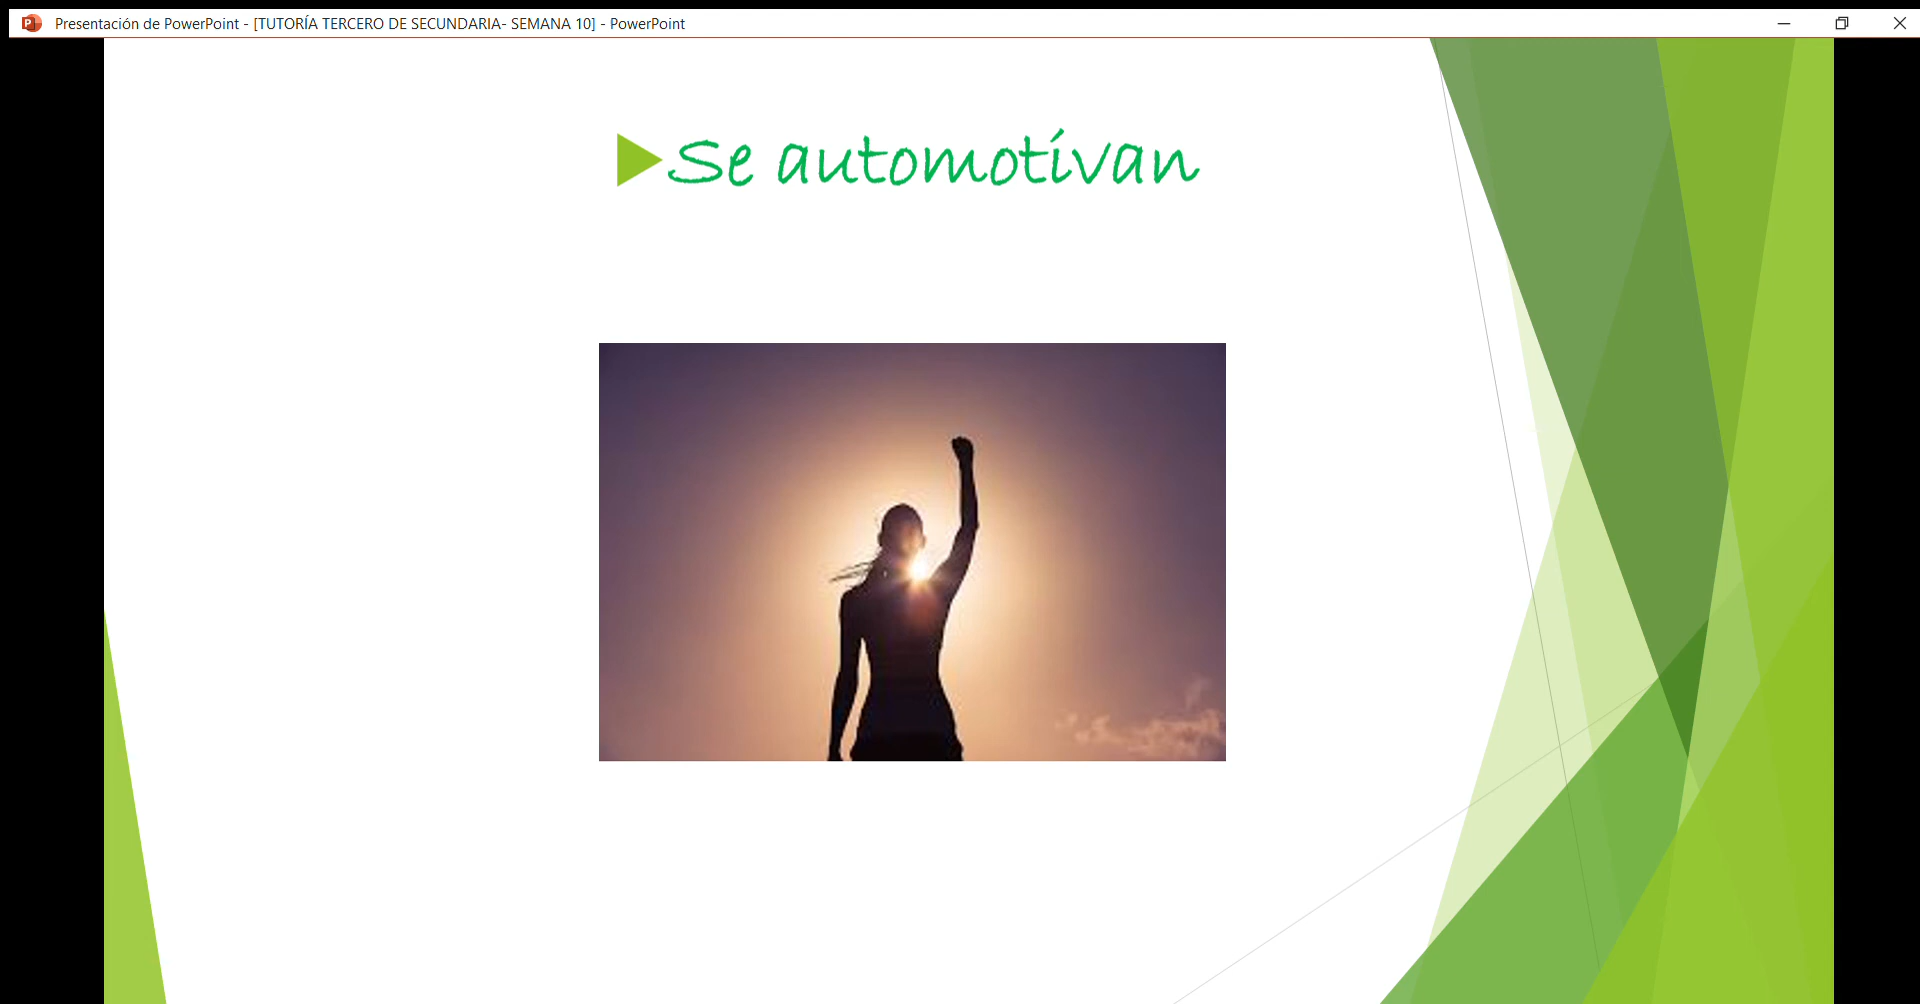 Presentación de PowerPoint - [TUTORÍA TERCERO DE SECUNDARIA- SEMANA 10] - PowerPoint
Se automotivan